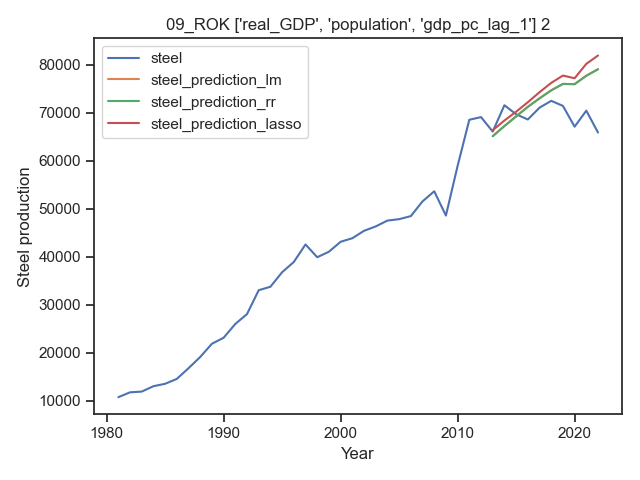 09_ROK ['real_GDP', 'population', 'gdp_pc_lag_1'] 2
steel
steel_prediction_lm
steel_prediction_rr
steel_prediction_lasso
80000
70000
60000
50000
40000
30000
20000
10000
Steel production
1980 1990 2000 2010 2020
Year